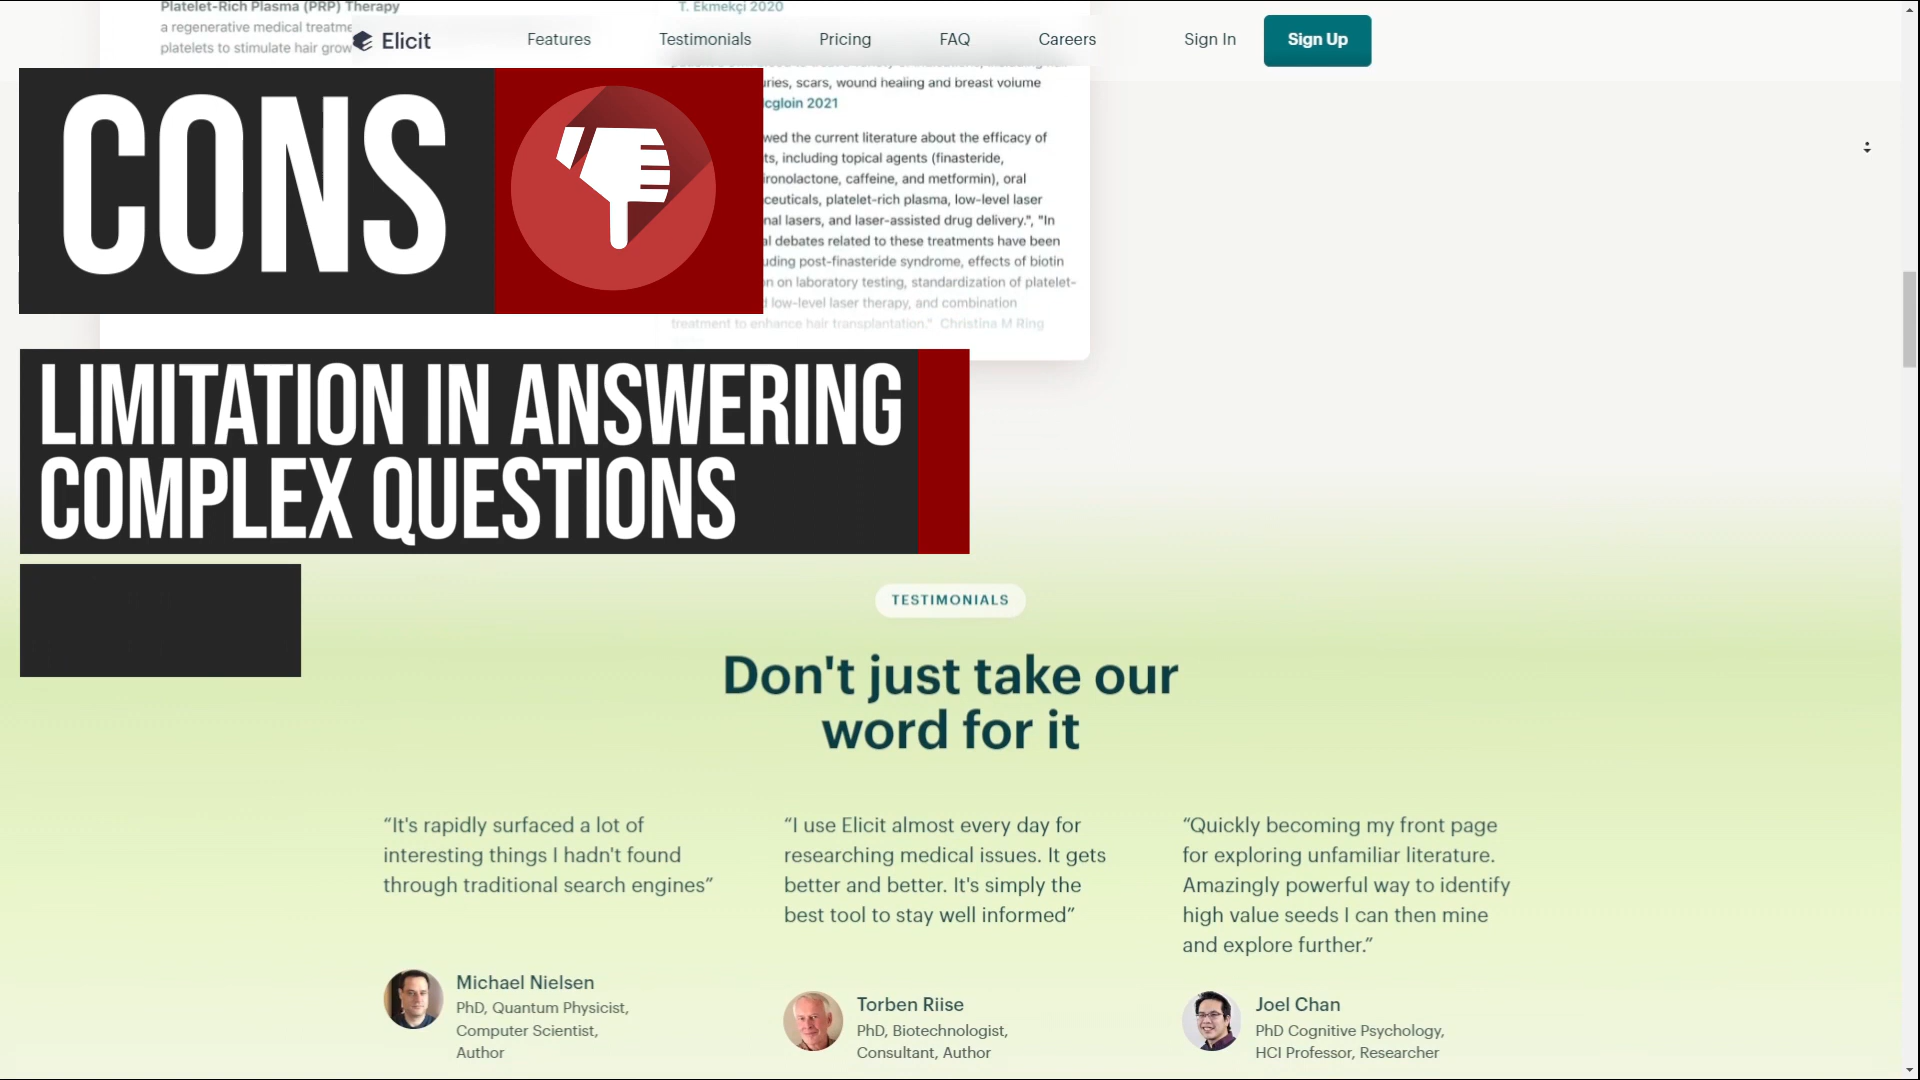 Platelet-Rich Plasma (PRP) Therapy
a regenerative medical treatme
platelets to stimulate hair grow
T. Ekmekçi 2020
Elicit
Features
Testimonials
Pricing
FAQ
Careers
Sign In
Sign Up
CONS
ries, scars, wound healing and breast volume
cgloin 2021
wed the current literature about the efficacy of
ts, including topical agents (finasteride,
ironolactone, caffeine, and metformin), oral
ceuticals, platelet-rich plasma, low-level laser
nal lasers, and laser-assisted drug delivery.", "In
al debates related to these treatments have been
uding post-finasteride syndrome, effects of biotin
n on laboratory testing, standardization of platelet-
d low-level laser therapy, and combination
treatment to enhance hair transplantation." Christina M Ring
LIMITATION IN ANSWERING
COMPLEX QUESTIONS
TESTIMONIALS
Don't just take our
word for it
“It's rapidly surfaced a lot of
interesting things I hadn't found
through traditional search engines”
Michael Nielsen
PhD, Quantum Physicist,
Computer Scientist,
Author
“I use Elicit almost every day for
researching medical issues. It gets
better and better. It's simply the
best tool to stay well informed”
Torben Riise
PhD, Biotechnologist,
Consultant, Author
“Quickly becoming my front page
for exploring unfamiliar literature.
Amazingly powerful way to identify
high value seeds I can then mine
and explore further.”
Joel Chan
PhD Cognitive Psychology,
HCI Professor, Researcher